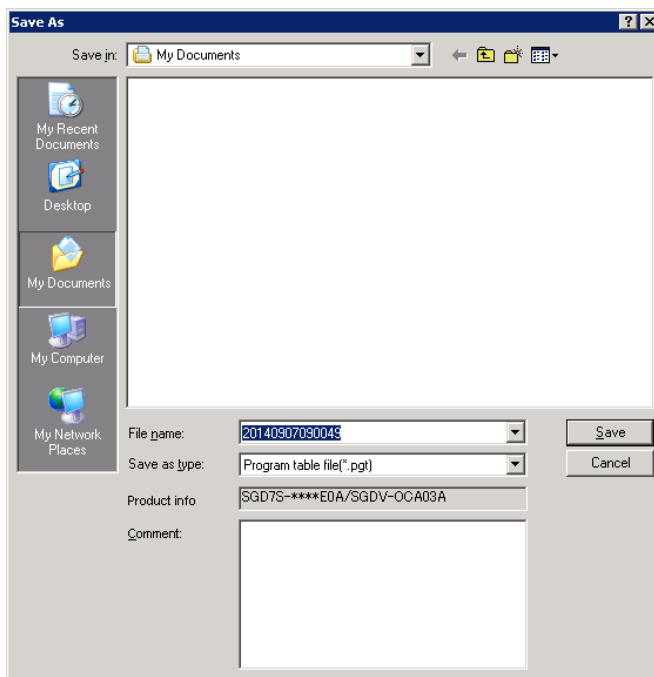 Save As
Save in: My Documents
My Recent
Documents
Desktop
My Documents
My Computer
My Network
Places
File name: 20140907090049 Save
Save as type: Program table file(*.pgt) Cancel
Product info SGD7S-****E0A/SGDV-OCA03A
Comment: